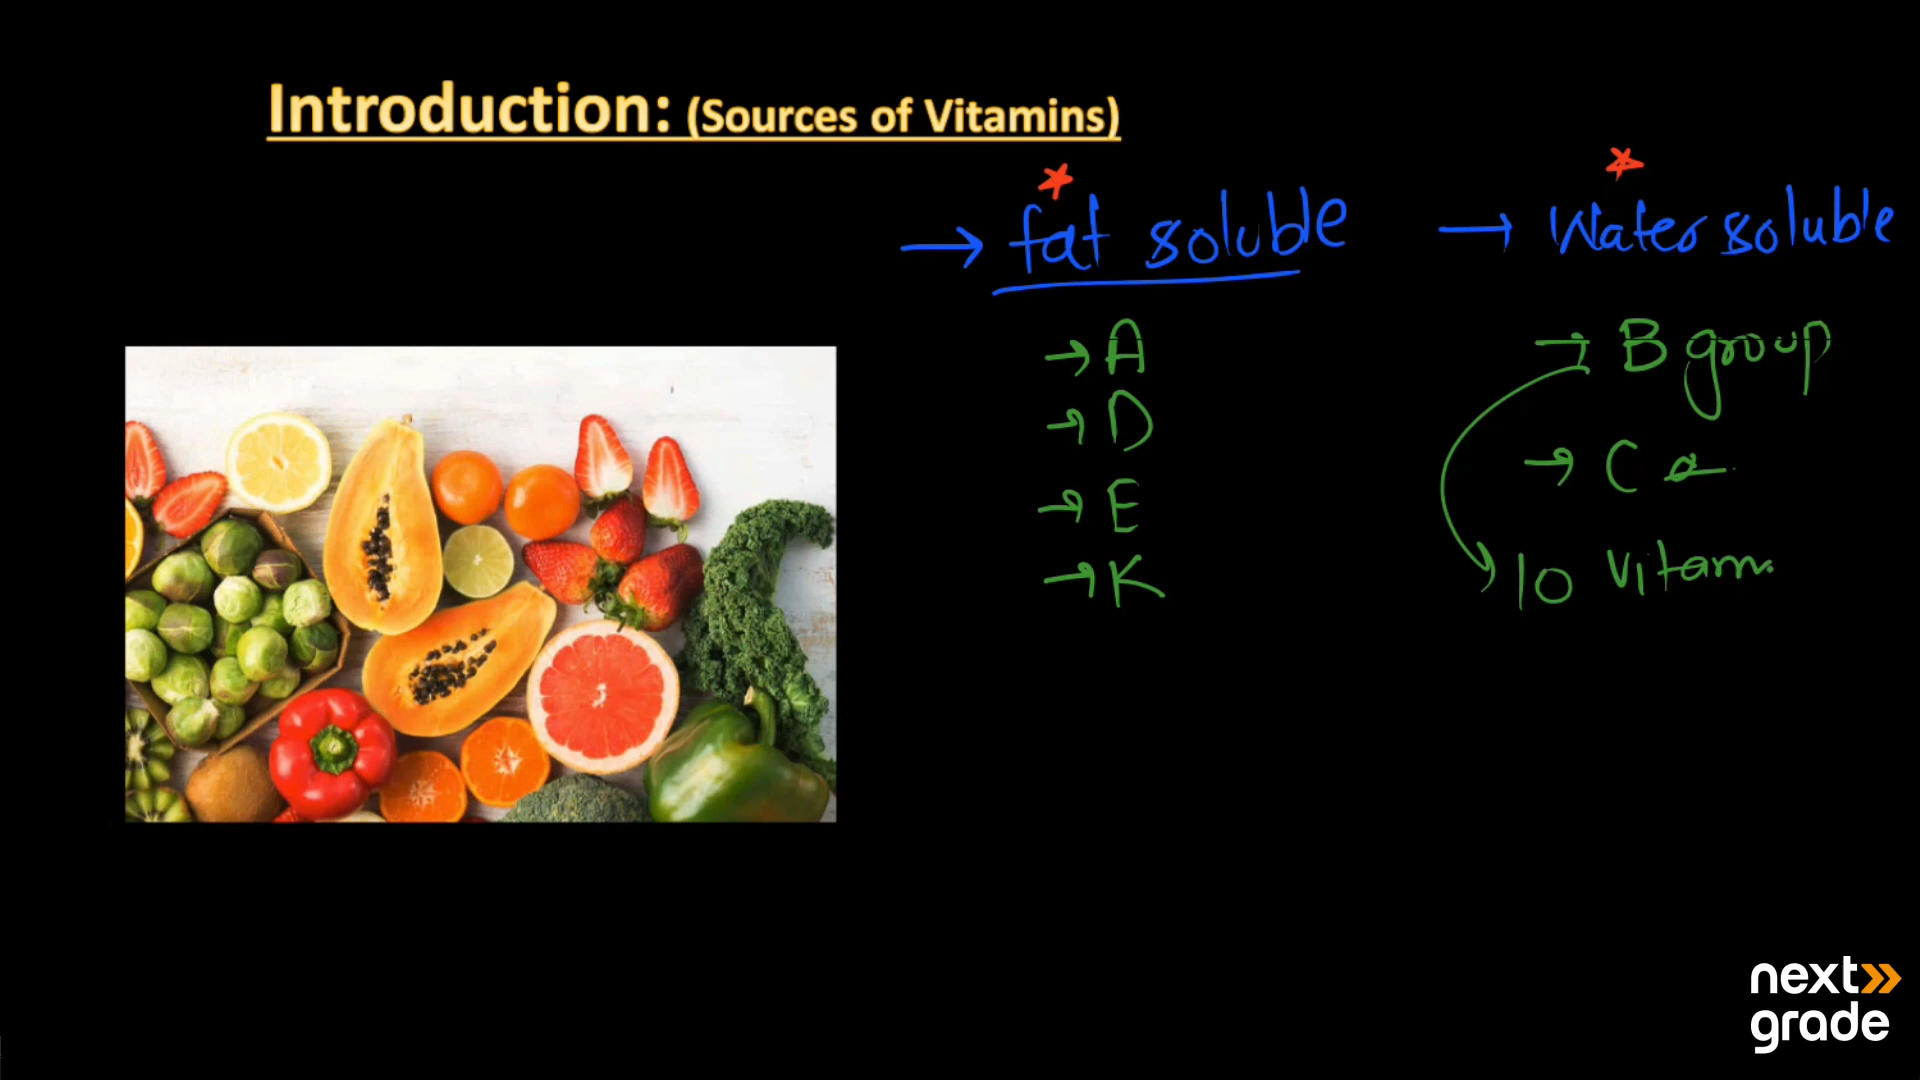 Introduction: (Sources of Vitamins)
→ fat soluble
→ A
→ D
→ E
→ K
→ Water soluble
→ B group
→ C
10 Vitam.
next
grade